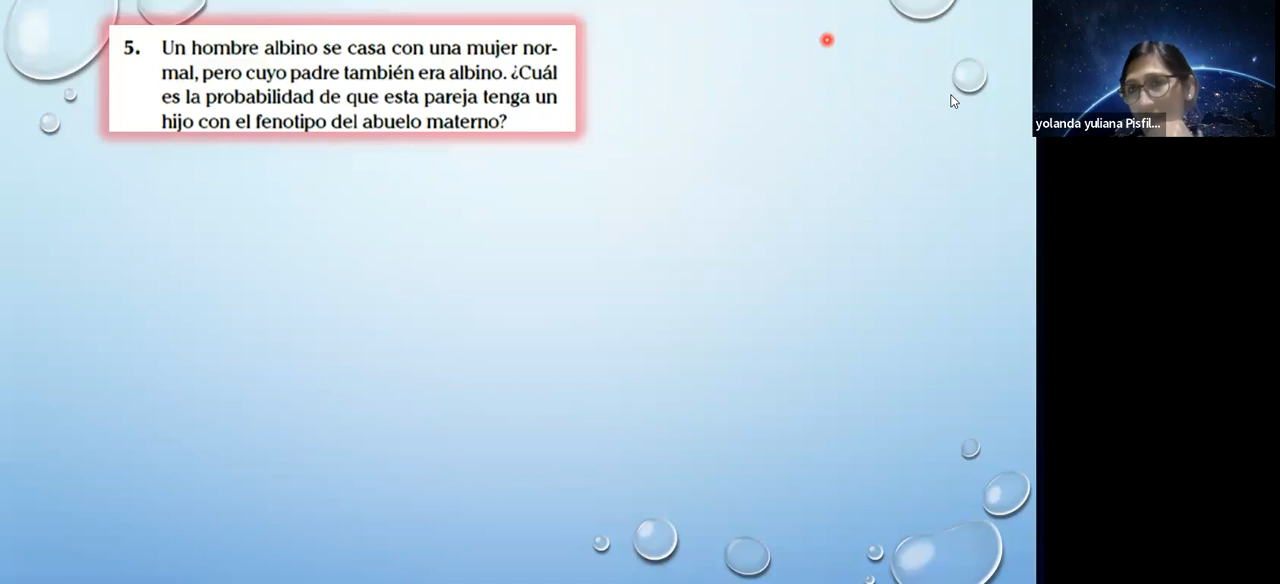 5. Un hombre albino se casa con una mujer nor-
mal, pero cuyo padre también era albino. ¿Cuál
es la probabilidad de que esta pareja tenga un
hijo con el fenotipo del abuelo materno?
yolanda yuliana Pisfil...